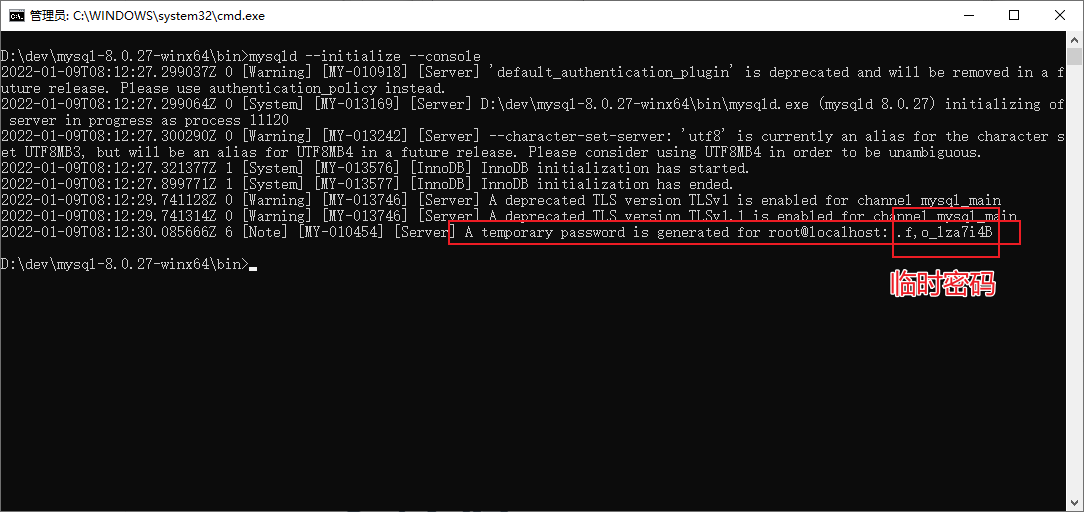 管理员: C:\WINDOWS\system32\cmd.exe
D:\dev\mysql-8.0.27-winx64\bin>mysqld --initialize --console
2022-01-09T08:12:27.299037Z 0 [Warning] [MY-010918] [Server] 'default_authentication_plugin' is deprecated and will be removed in a f
uture release. Please use authentication_policy instead.
2022-01-09T08:12:27.299064Z 0 [System] [MY-013169] [Server] D:\dev\mysql-8.0.27-winx64\bin\mysqld.exe (mysqld 8.0.27) initializing of
 server in progress as process 11120
2022-01-09T08:12:27.300290Z 0 [Warning] [MY-013242] [Server] --character-set-server: 'utf8' is currently an alias for the character s
et UTF8MB3, but will be an alias for UTF8MB4 in a future release. Please consider using UTF8MB4 in order to be unambiguous.
2022-01-09T08:12:27.321377Z 1 [System] [MY-013576] [InnoDB] InnoDB initialization has started.
2022-01-09T08:12:27.899771Z 1 [System] [MY-013577] [InnoDB] InnoDB initialization has ended.
2022-01-09T08:12:29.741128Z 0 [Warning] [MY-013746] [Server] A deprecated TLS version TLSv1 is enabled for channel mysql_main
2022-01-09T08:12:29.741314Z 0 [Warning] [MY-013746] [Server] A deprecated TLS version TLSv1.1 is enabled for channel mysql_main
2022-01-09T08:12:30.085666Z 6 [Note] [MY-010454] [Server] A temporary password is generated for root@localhost: .f,o_1za7i4B
D:\dev\mysql-8.0.27-winx64\bin>
临时密码